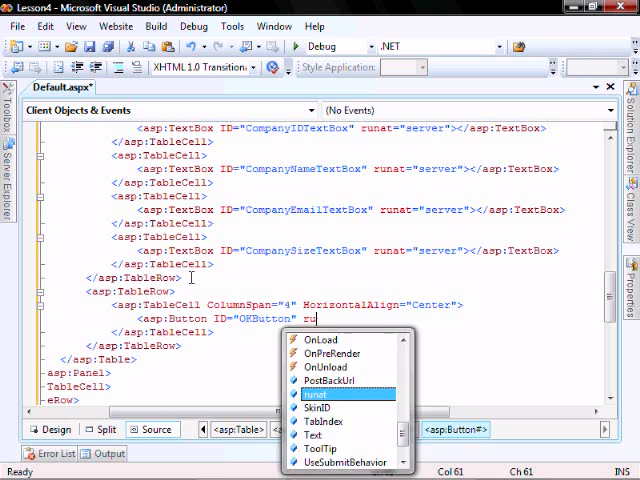 Lesson4 - Microsoft Visual Studio (Administrator)
File Edit View Website Build Debug Tools Window Help
Debug .NET
XHTML 1.0 Transition Style Application:
Default.aspx*
Client Objects & Events (No Events)
<asp:TextBox ID="CompanyIDTextBox" runat="server"></asp:TextBox>
</asp:TableCell>
<asp:TableCell>
<asp:TextBox ID="CompanyNameTextBox" runat="server"></asp:TextBox>
</asp:TableCell>
<asp:TableCell>
<asp:TextBox ID="CompanyEmailTextBox" runat="server"></asp:TextBox>
</asp:TableCell>
<asp:TableCell>
<asp:TextBox ID="CompanySizeTextBox" runat="server"></asp:TextBox>
</asp:TableCell>
</asp:TableRow>
<asp:TableRow>
<asp:TableCell ColumnSpan="4" HorizontalAlign="Center">
<asp:Button ID="OKButton" ru
</asp:TableCell>
</asp:TableRow>
</asp:Table>
asp:Panel>
TableCell>
eRow>
OnLoad
OnPreRender
OnUnload
PostBackUrl
runat
SkinID
TabIndex
Text
ToolTip
UseSubmitBehavior
Design Split Source <asp:Table> <asp:Button#>
Error List Output
Ready Col 61 Ch 61 INS
Toolbox
Server Explorer
Solution Explorer
Class View
Properties